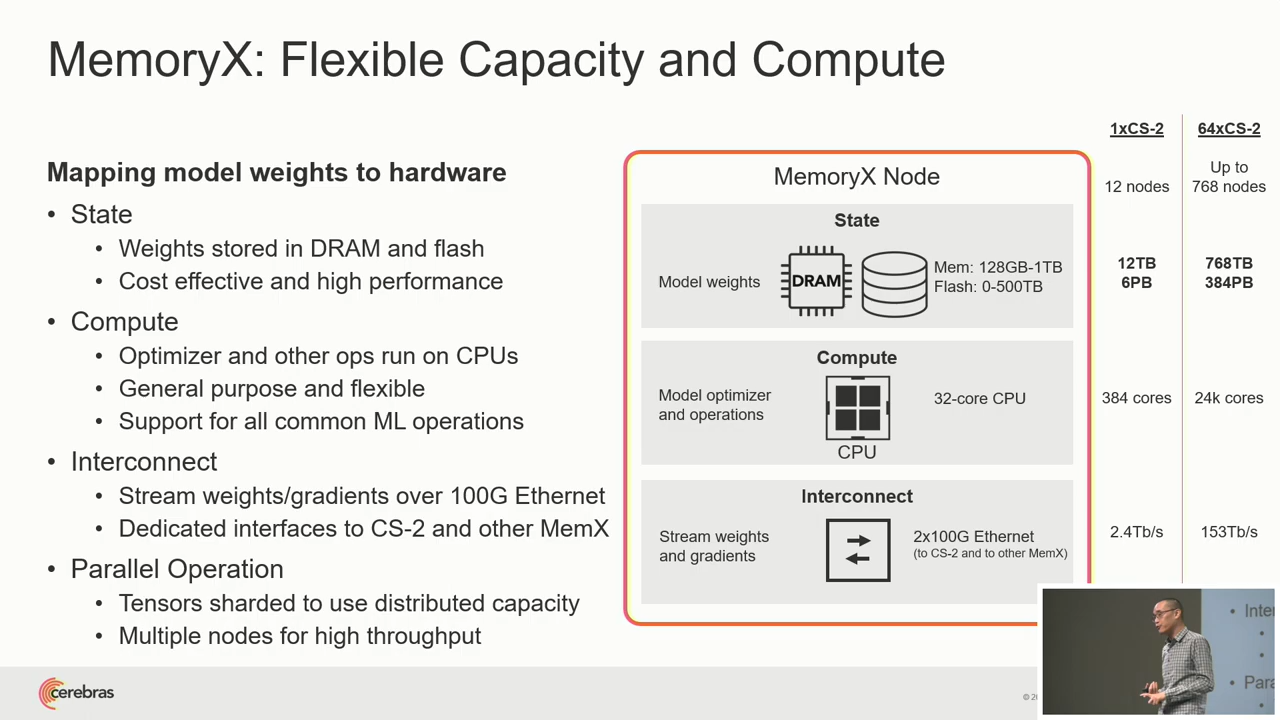 MemoryX: Flexible Capacity and Compute
Mapping model weights to hardware
• State
• Weights stored in DRAM and flash
• Cost effective and high performance
• Compute
• Optimizer and other ops run on CPUs
• General purpose and flexible
• Support for all common ML operations
• Interconnect
• Stream weights/gradients over 100G Ethernet
• Dedicated interfaces to CS-2 and other MemX
• Parallel Operation
• Tensors sharded to use distributed capacity
• Multiple nodes for high throughput
MemoryX Node
State
Model weights
DRAM
Mem: 128GB-1TB
Flash: 0-500TB
Compute
Model optimizer
and operations
32-core CPU
CPU
Interconnect
Stream weights
and gradients
2x100G Ethernet
(to CS-2 and to other MemX)
1xCS-2
12 nodes
12TB
6PB
384 cores
2.4Tb/s
64xCS-2
Up to
768 nodes
768TB
384PB
24k cores
153Tb/s
cerebras